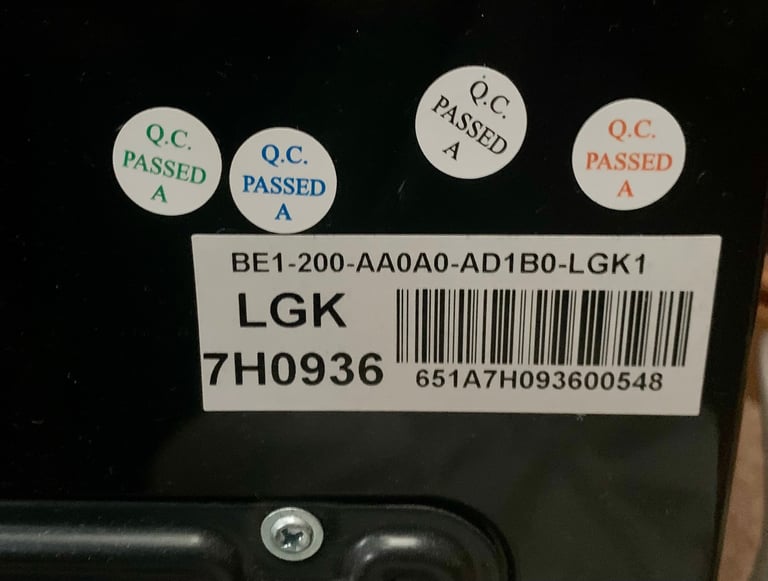 Q.C.
PASSED
A
Q.C.
PASSED
A
Q.C.
PASSED
A
Q.C.
PASSED
A
BE1-200-AA0A0-AD1B0-LGK1
LGK
7H0936
651A7H093600548